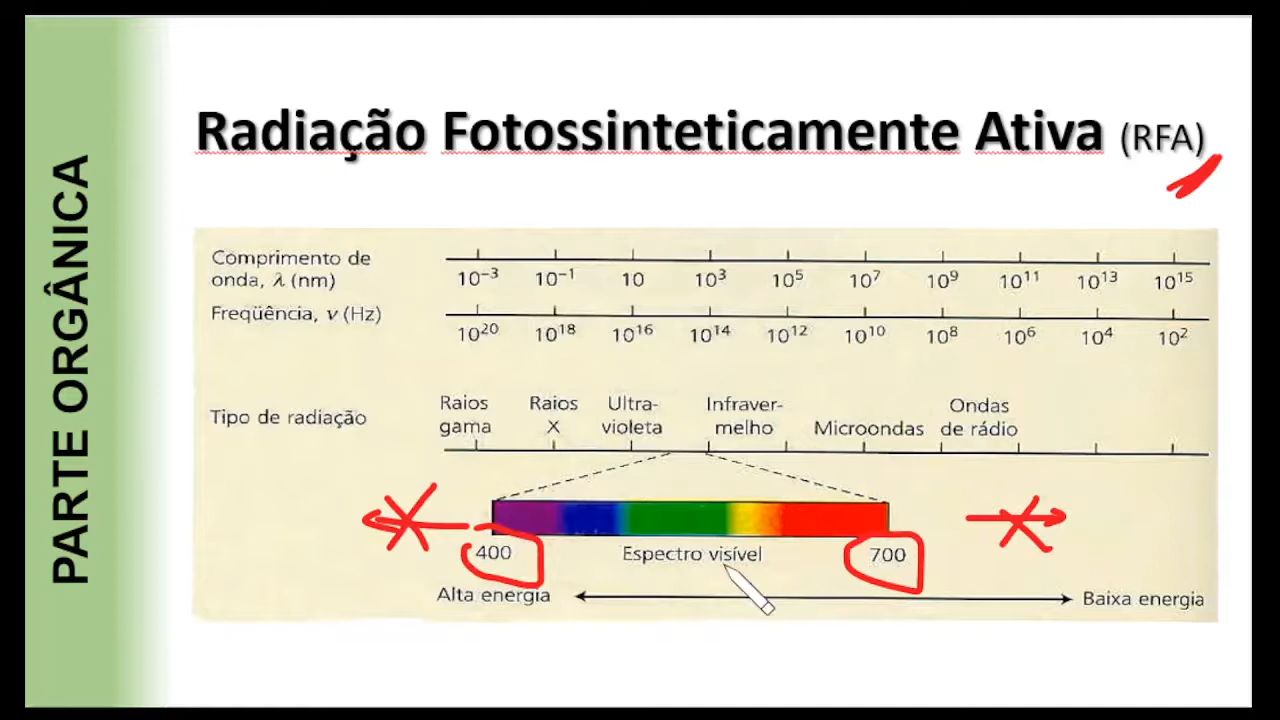 PARTE ORGÂNICA
Radiação Fotossinteticamente Ativa (RFA)
Comprimento de
onda, λ (nm)
10⁻³ 10⁻¹ 10 10³ 10⁵ 10⁷ 10⁹ 10¹¹ 10¹³ 10¹⁵
Freqüência, ν (Hz)
10²⁰ 10¹⁸ 10¹⁶ 10¹⁴ 10¹² 10¹⁰ 10⁸ 10⁶ 10⁴ 10²
Tipo de radiação
Raios
gama
Raios
X
Ultra-
violeta
Infraver-
melho
Microondas
Ondas
de rádio
400
Espectro visível
700
Alta energia
Baixa energia